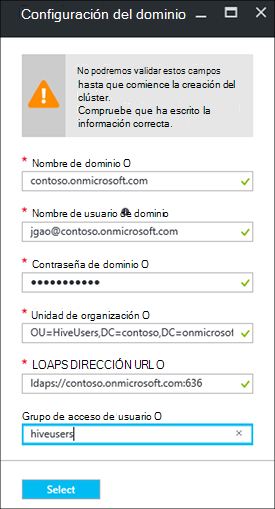 Configuración del dominio
No podremos validar estos campos
hasta que comience la creación del
clúster.
Compruebe que ha escrito la
información correcta.
* Nombre de dominio O
contoso.onmicrosoft.com
* Nombre de usuario de dominio
jgao@contoso.onmicrosoft.com
* Contraseña de dominio O
•••••••••••
* Unidad de organización O
OU=HiveUsers,DC=contoso,DC=onmicrosof
* LOAPS DIRECCIÓN URL O
ldaps://contoso.onmicrosoft.com:636
Grupo de acceso de usuario O
hiveusers
Select